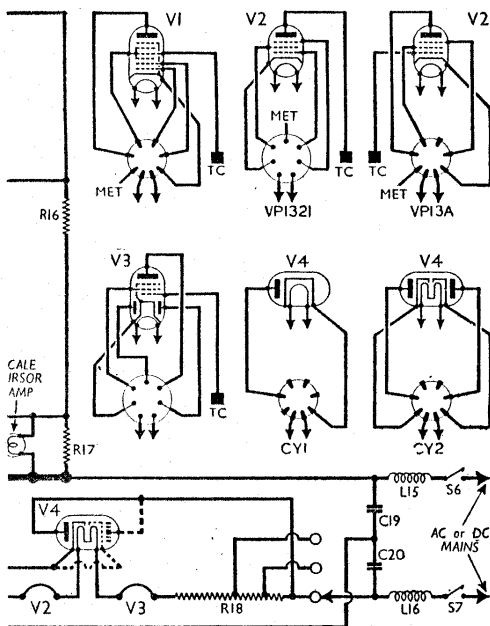 V1
V2
V2
MET
TC
TC
TC
MET
VP1321
MET
VP13A
R16
V3
V4
V4
TC
CY1
CY2
CALE
IRSOR
AMP
R17
V4
L15
S6
C19
AC or DC
MAINS
C20
V2
V3
R18
L16
S7